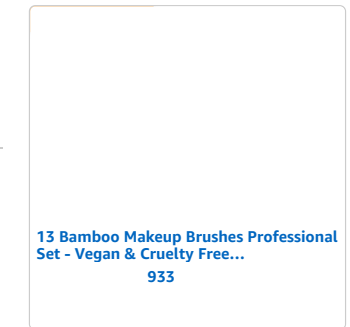 13 Bamboo Makeup Brushes Professional
Set - Vegan & Cruelty Free...
933